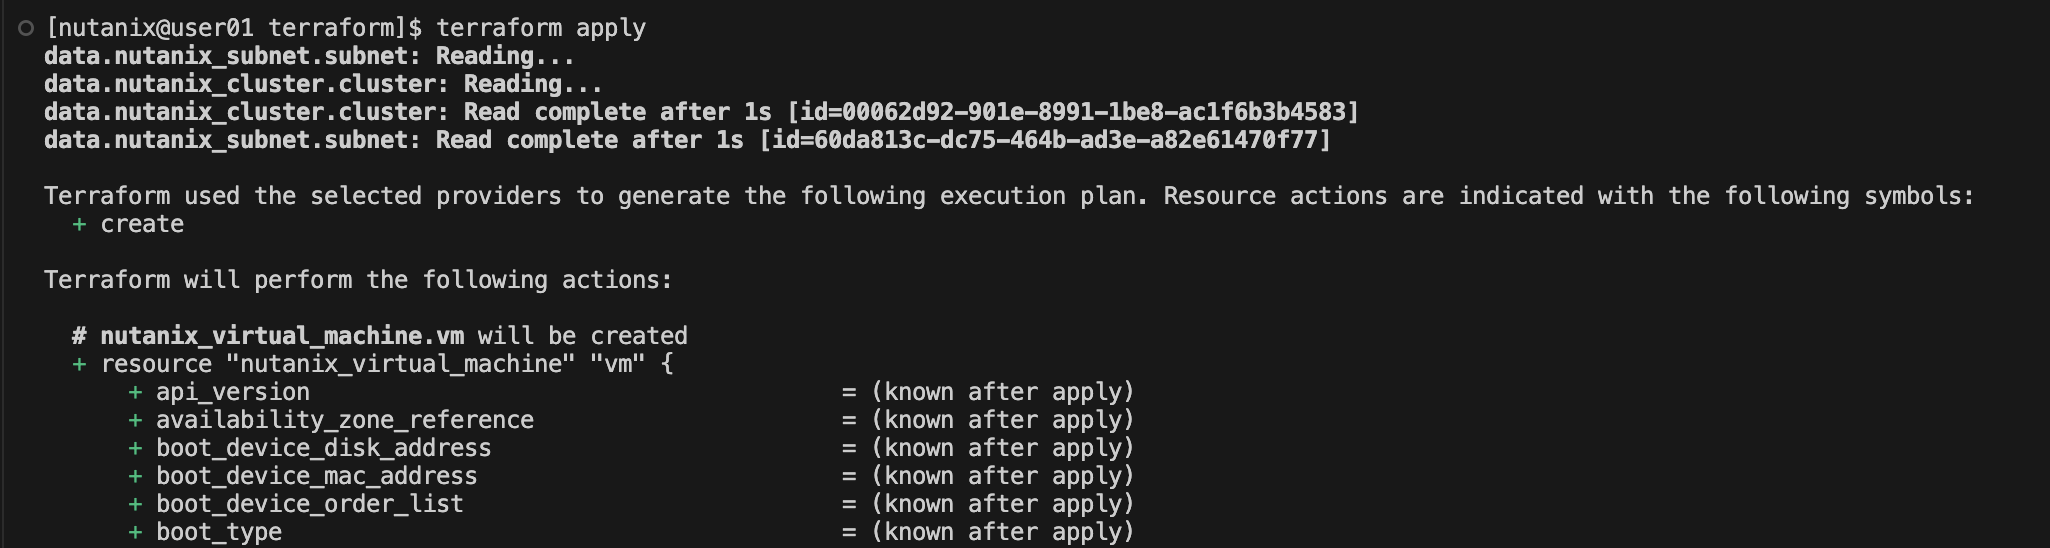 [nutanix@user01 terraform]$ terraform apply
data.nutanix_subnet.subnet: Reading...
data.nutanix_cluster.cluster: Reading...
data.nutanix_cluster.cluster: Read complete after 1s [id=00062d92-901e-8991-1be8-ac1f6b3b4583]
data.nutanix_subnet.subnet: Read complete after 1s [id=60da813c-dc75-464b-ad3e-a82e61470f77]
Terraform used the selected providers to generate the following execution plan. Resource actions are indicated with the following symbols:
+ create
Terraform will perform the following actions:
# nutanix_virtual_machine.vm will be created
+ resource "nutanix_virtual_machine" "vm" {
+ api_version = (known after apply)
+ availability_zone_reference = (known after apply)
+ boot_device_disk_address = (known after apply)
+ boot_device_mac_address = (known after apply)
+ boot_device_order_list = (known after apply)
+ boot_type = (known after apply)